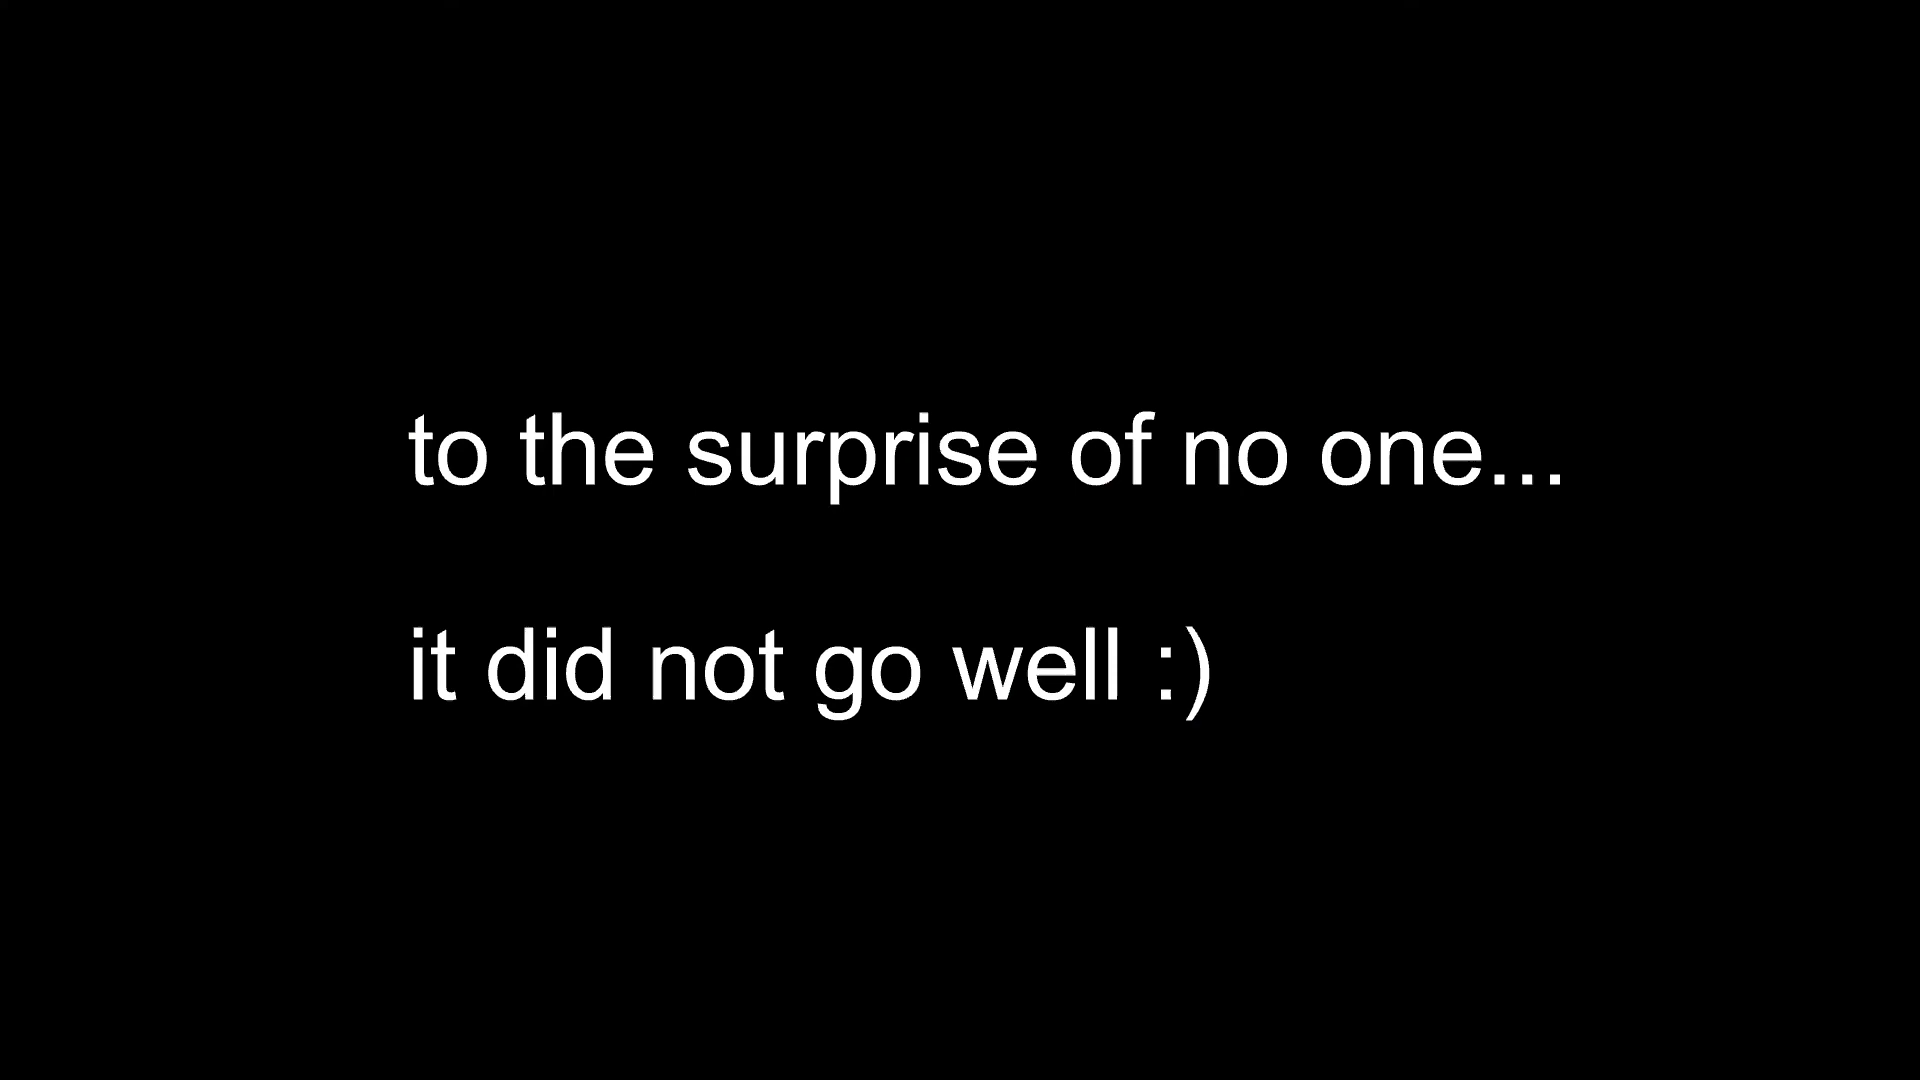 to the surprise of no one...
it did not go well :)